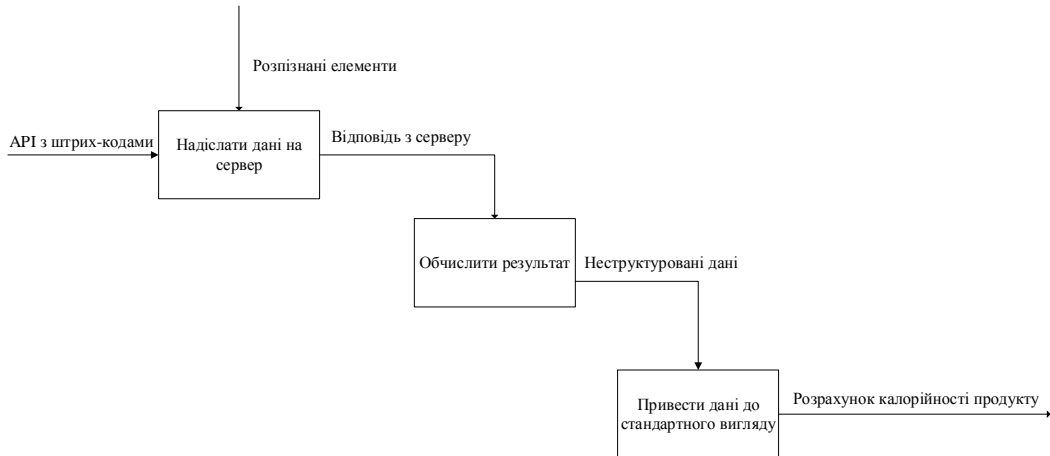 Розпізнані елементи
API з штрих-кодами
Надіслати дані на
сервер
Відповідь з серверу
Обчислити результат
Неструктуровані дані
Привести дані до
стандартного вигляду
Розрахунок калорійності продукту